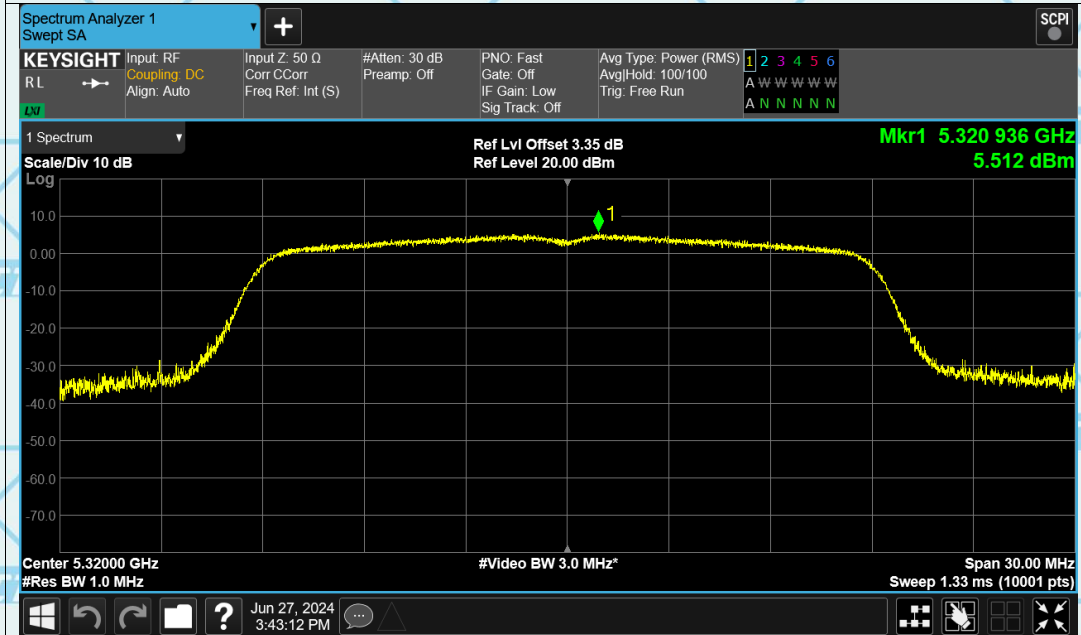 Spectrum Analyzer 1
Swept SA
+
SCPI
KEYSIGHT
R L
LXI
Input: RF
Coupling: DC
Align: Auto
Input Z: 50 Ω
Corr CCorr
Freq Ref: Int (S)
#Atten: 30 dB
Preamp: Off
PNO: Fast
Gate: Off
IF Gain: Low
Sig Track: Off
Avg Type: Power (RMS)
Avg|Hold: 100/100
Trig: Free Run
1 2 3 4 5 6
A W W W W W
A N N N N N
1 Spectrum
Scale/Div 10 dB
Log
Ref Lvl Offset 3.35 dB
Ref Level 20.00 dBm
Mkr1 5.320 936 GHz
5.512 dBm
1
10.0
0.00
-10.0
-20.0
-30.0
-40.0
-50.0
-60.0
-70.0
Center 5.32000 GHz
#Res BW 1.0 MHz
#Video BW 3.0 MHz*
Span 30.00 MHz
Sweep 1.33 ms (10001 pts)
?
Jun 27, 2024
3:43:12 PM